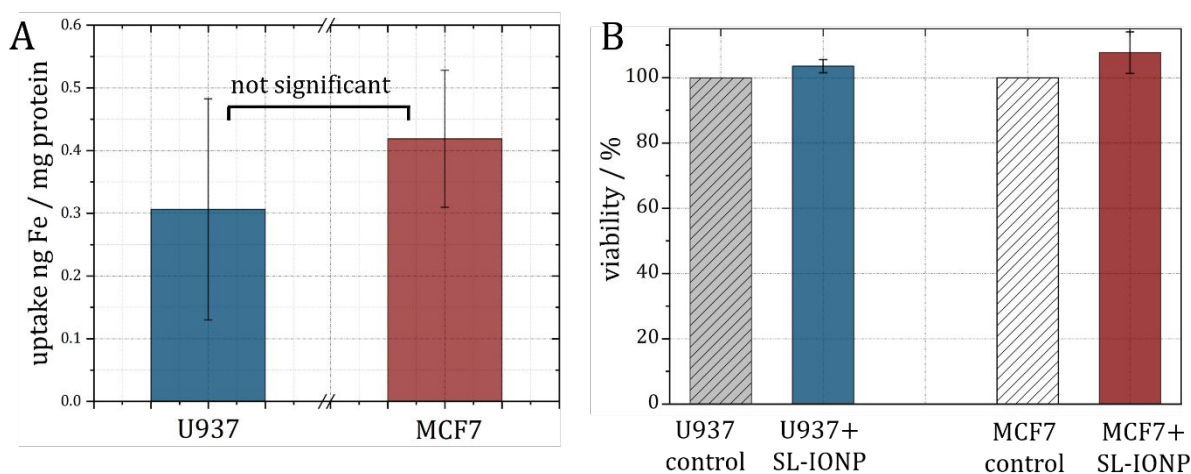 A
uptake ng Fe / mg protein
0.6
0.5
0.4
0.3
0.2
0.1
0.0
not significant
U937
MCF7
B
viability / %
100
80
60
40
20
0
U937
control
U937+
SL-IONP
MCF7
control
MCF7+
SL-IONP